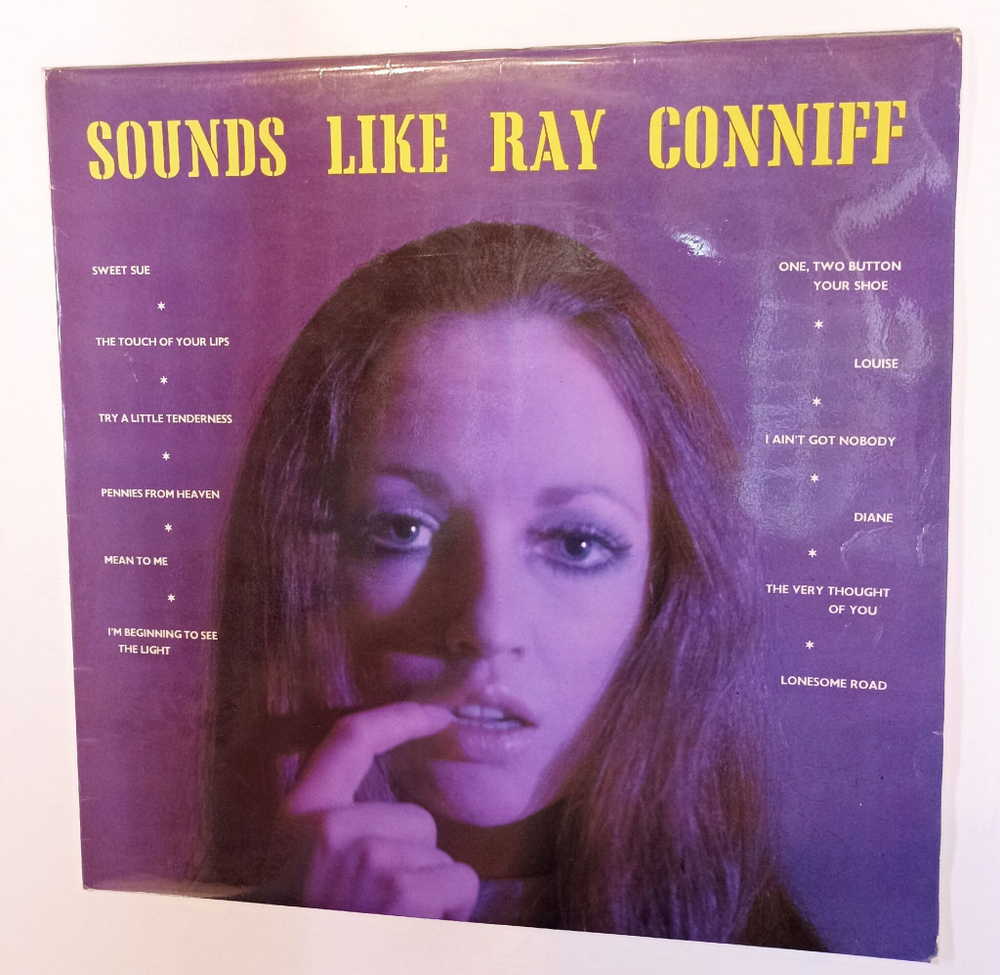 SOUNDS LIKE RAY CONNIFF
SWEET SUE
THE TOUCH OF YOUR LIPS
TRY A LITTLE TENDERNESS
PENNIES FROM HEAVEN
MEAN TO ME
I'M BEGINNING TO SEE
THE LIGHT
ONE, TWO BUTTON
YOUR SHOE
LOUISE
I AIN'T GOT NOBODY
DIANE
THE VERY THOUGHT
OF YOU
LONESOME ROAD